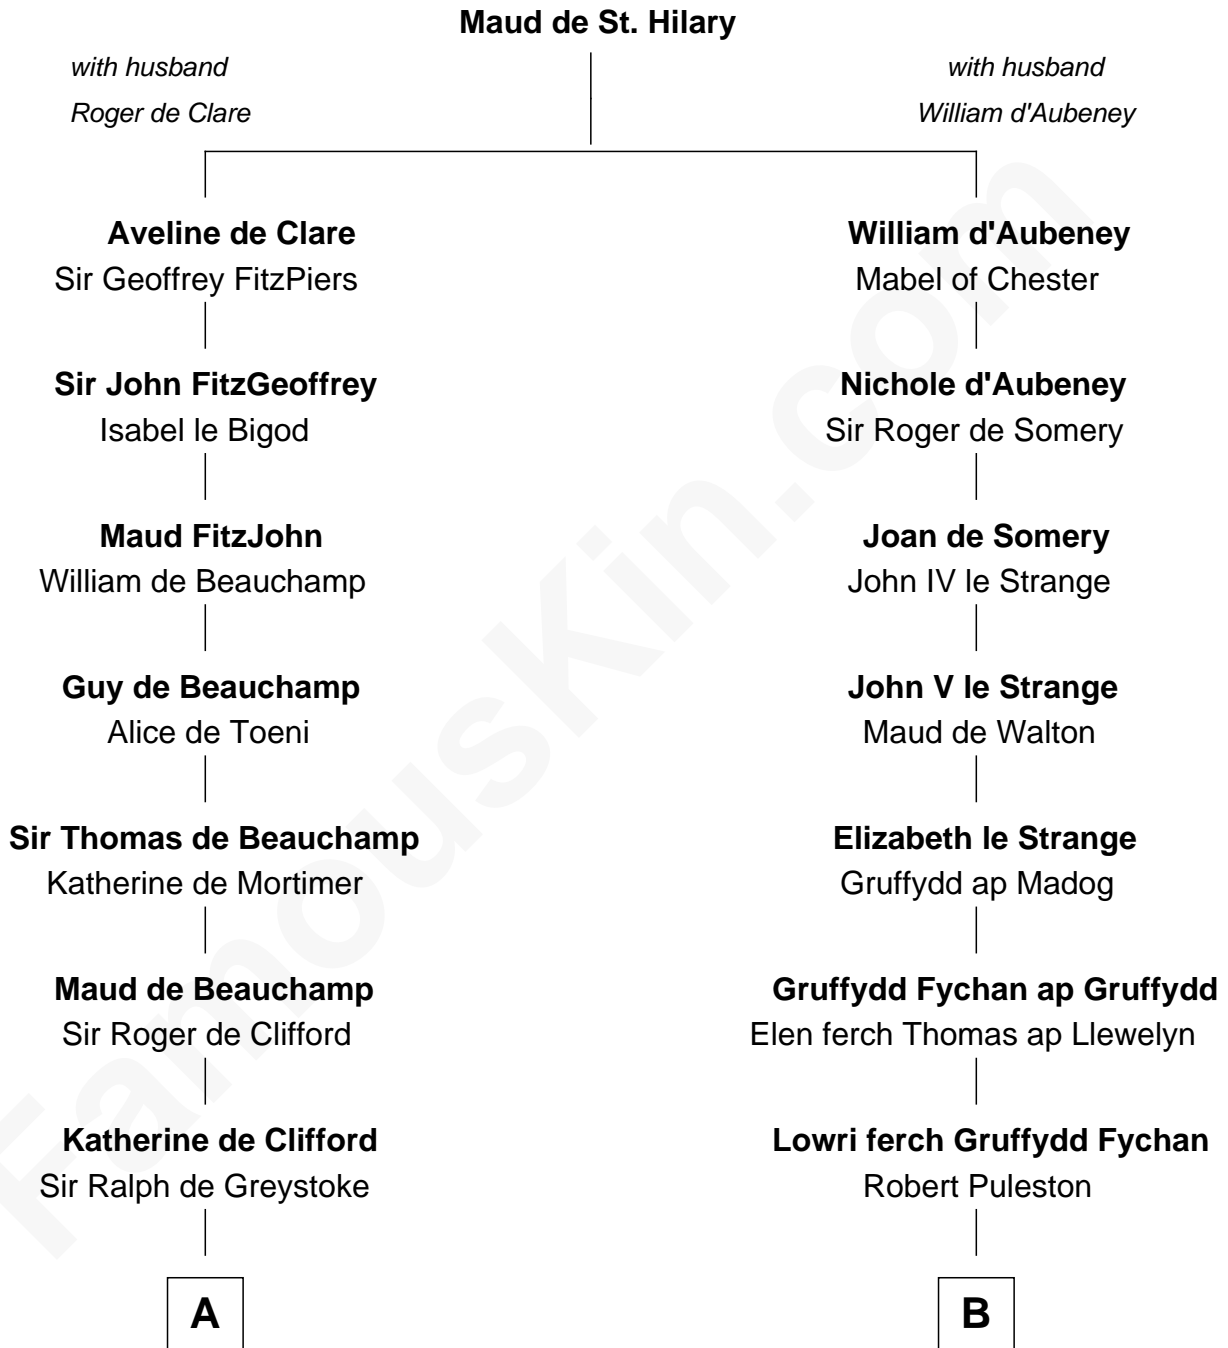 Maud de St. Hilary
with husband
Roger de Clare
with husband
William d'Aubeney
Aveline de Clare
Sir Geoffrey FitzPiers
William d'Aubeney
Mabel of Chester
Sir John FitzGeoffrey
Isabel le Bigod
Nichole d'Aubeney
Sir Roger de Somery
Maud FitzJohn
William de Beauchamp
Joan de Somery
John IV le Strange
Guy de Beauchamp
Alice de Toeni
John V le Strange
Maud de Walton
Sir Thomas de Beauchamp
Katherine de Mortimer
Elizabeth le Strange
Gruffydd ap Madog
Maud de Beauchamp
Sir Roger de Clifford
Gruffydd Fychan ap Gruffydd
Elen ferch Thomas ap Llewelyn
Katherine de Clifford
Sir Ralph de Greystoke
Lowri ferch Gruffydd Fychan
Robert Puleston
A
B
FamousKin.com